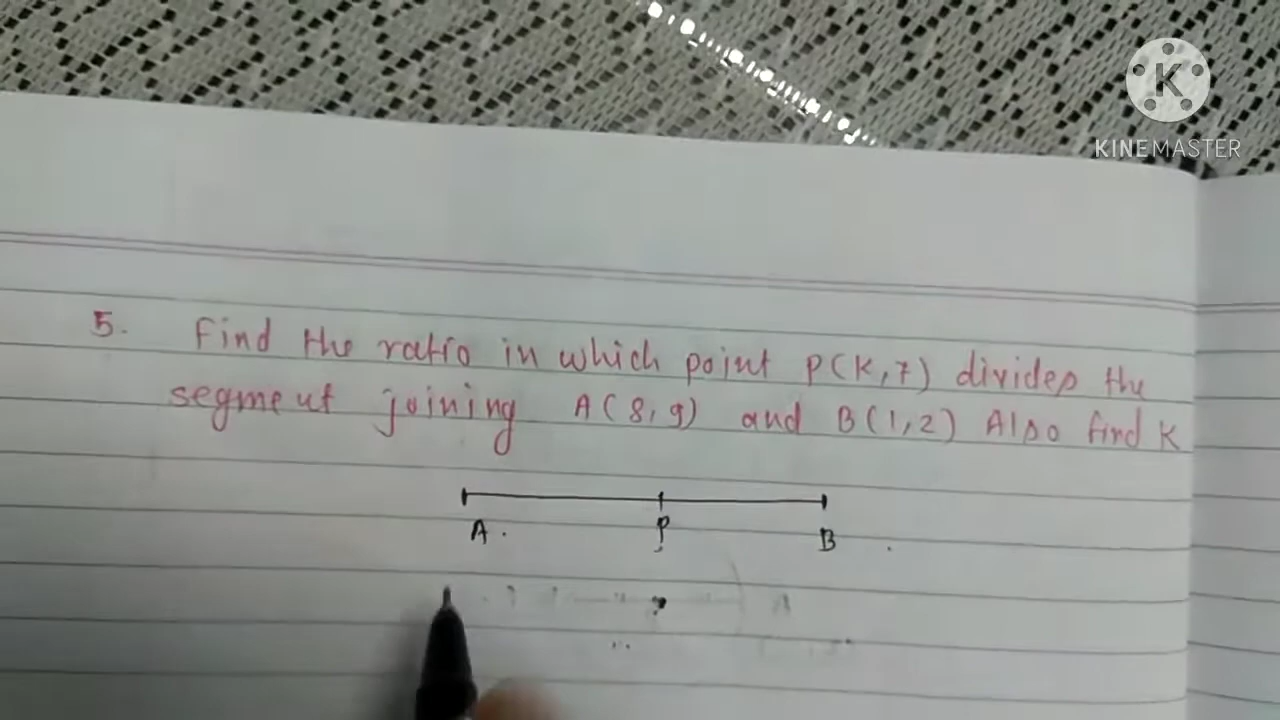 K
KINEMASTER
5. Find the ratio in which point P(K,7) divides the
segment joining A(8,9) and B(1,2) Also find K
A. P B